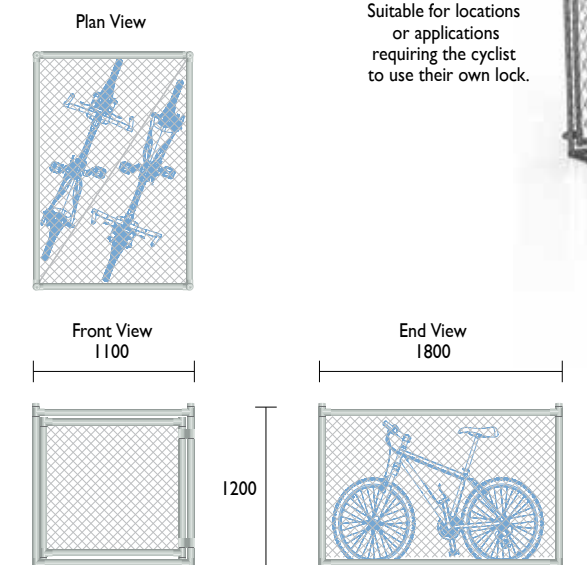 Plan View
Suitable for locations
or applications
requiring the cyclist
to use their own lock.
Front View
1100
End View
1800
1200